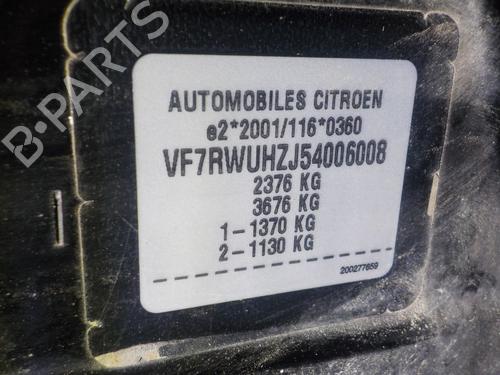 B-PARTS
AUTOMOBILES CITROEN
e2*2001/116*0360
VF7RWUHZJ54006008
2376 KG
3676 KG
1-1370 KG
2-1130 KG
200277659